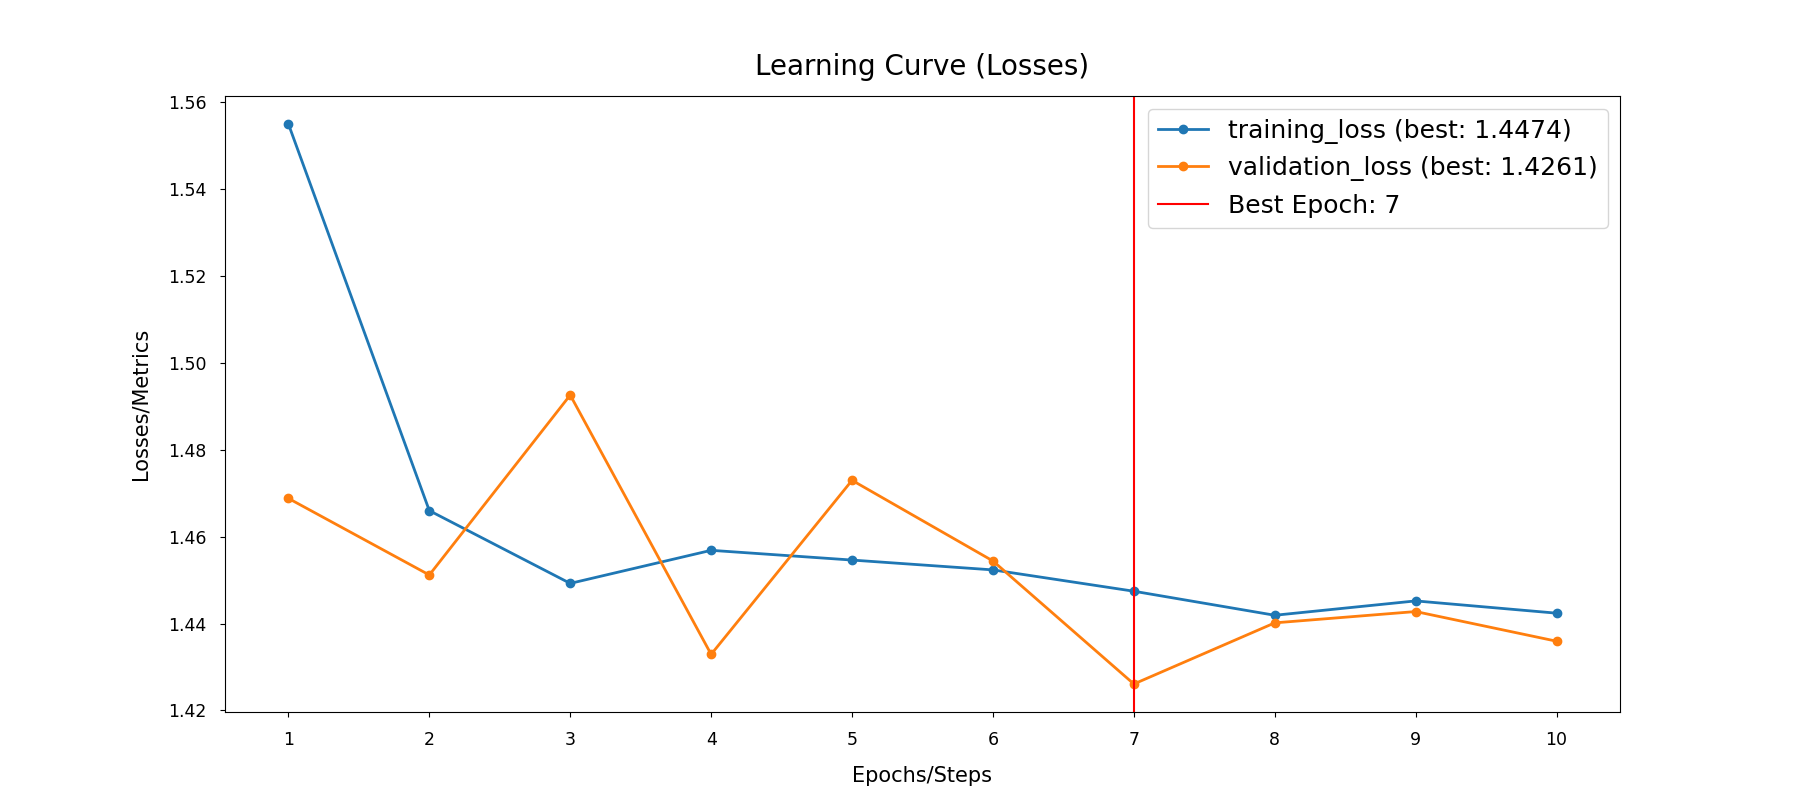 Learning Curve (Losses)
training_loss (best: 1.4474)
validation_loss (best: 1.4261)
Best Epoch: 7
Losses/Metrics
1.56
1.54
1.52
1.50
1.48
1.46
1.44
1.42
1 2 3 4 5 6 7 8 9 10
Epochs/Steps